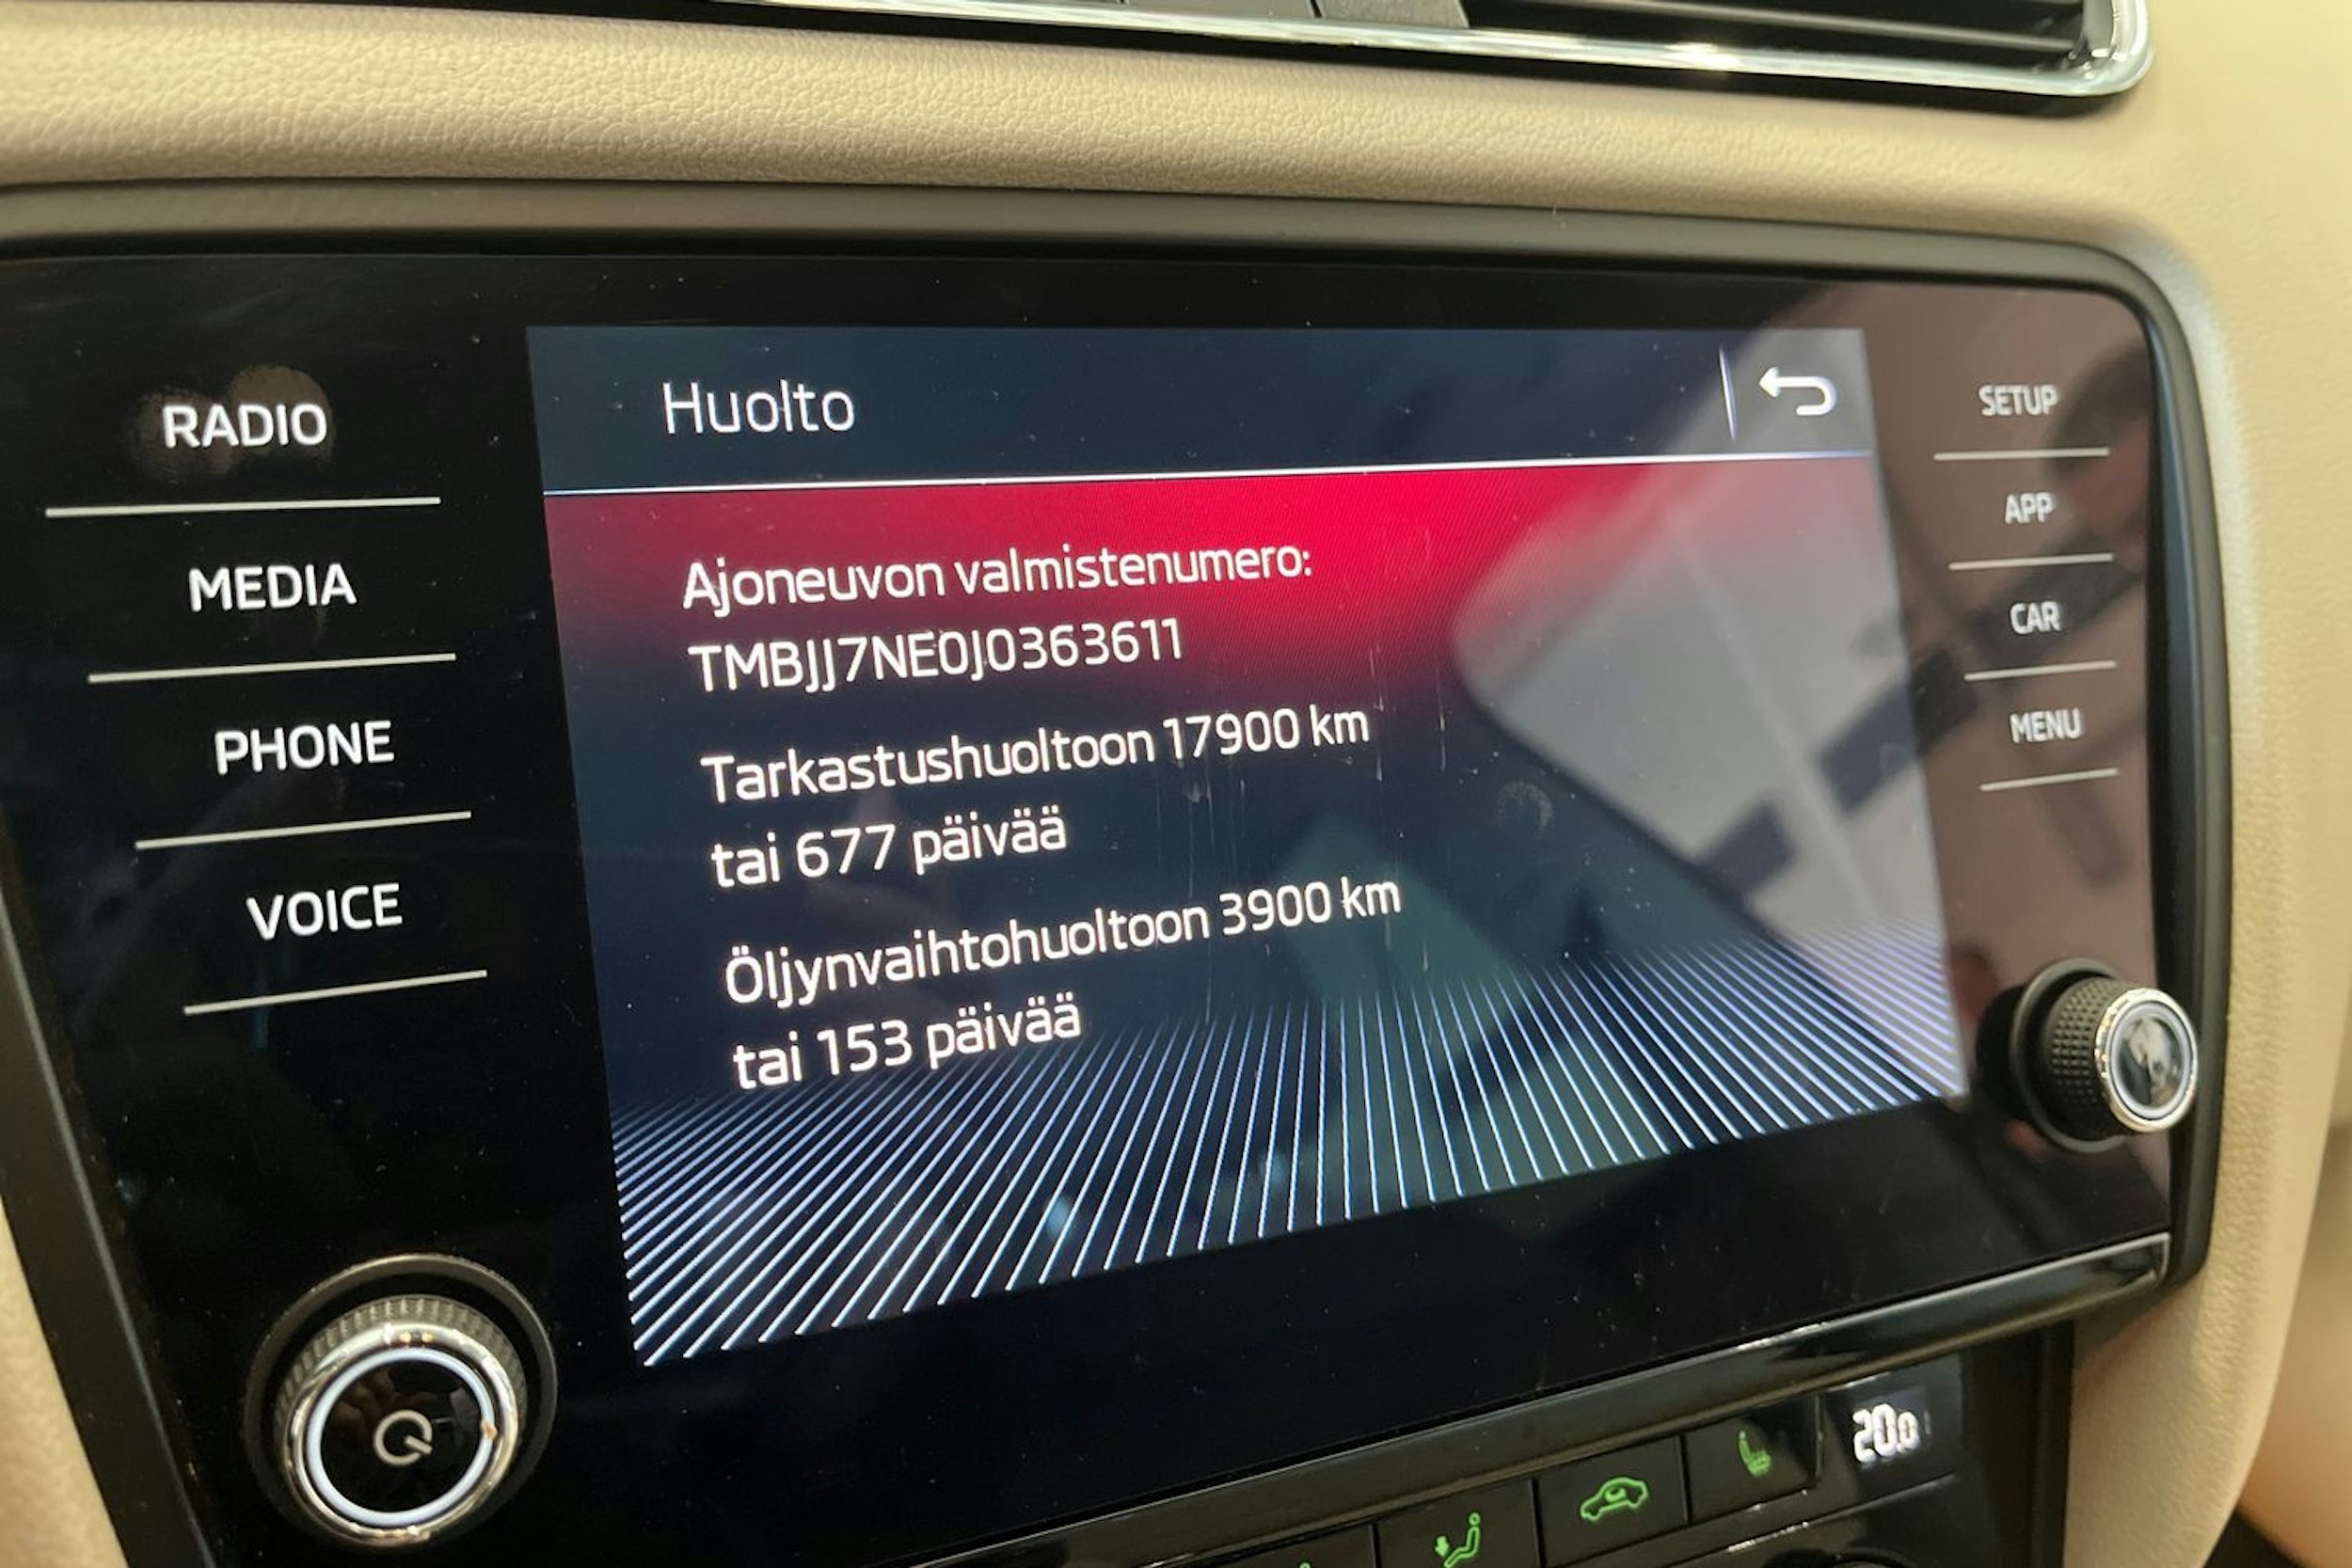 RADIO
MEDIA
PHONE
VOICE
Huolto
Ajoneuvon valmistenumero:
TMBJJ7NE0J0363611
Tarkastushuoltoon 17900 km
tai 677 päivää
Öljynvaihtohuoltoon 3900 km
tai 153 päivää
SETUP
APP
CAR
MENU
20.0